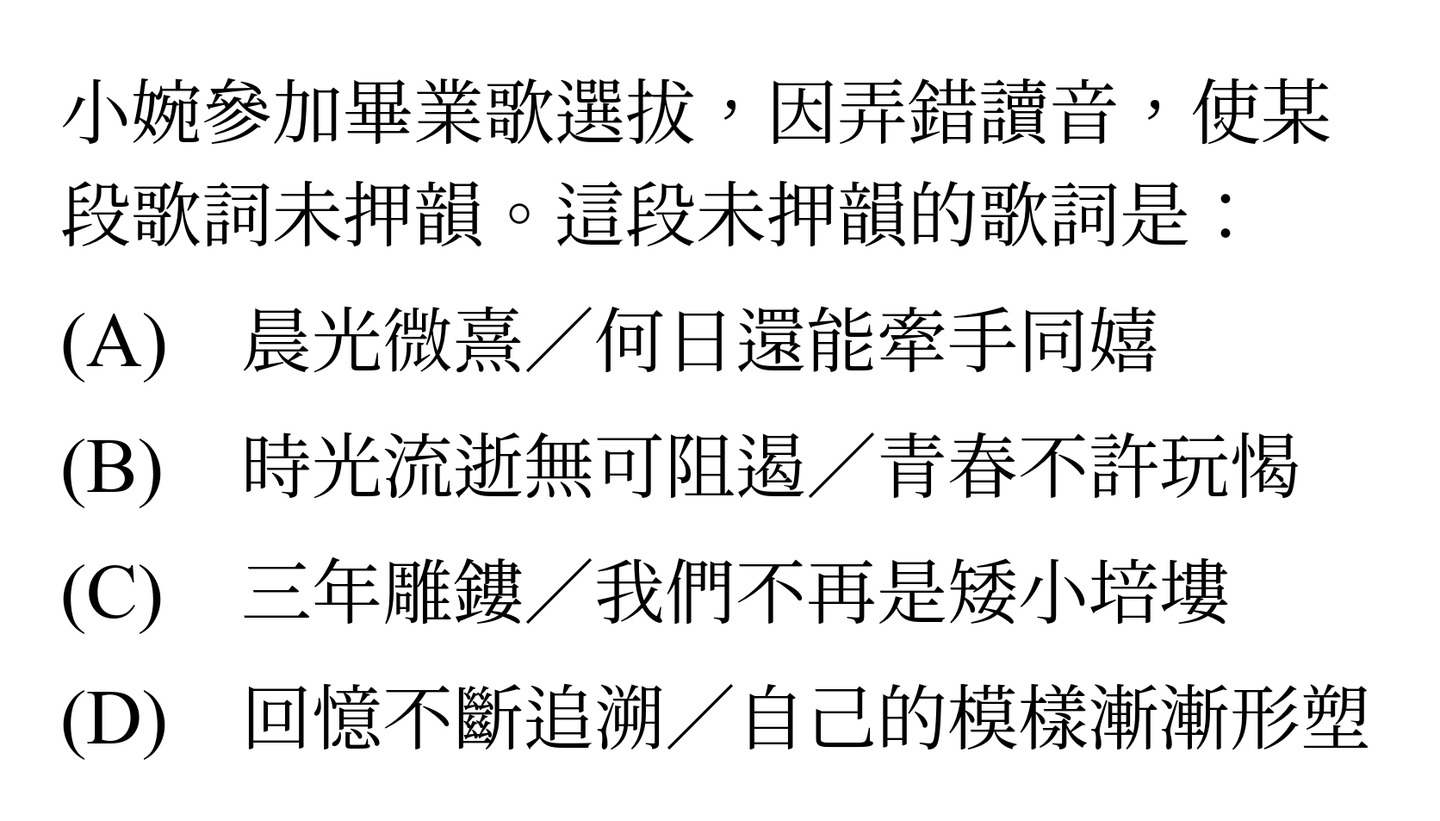 小婉參加畢業歌選拔，因弄錯讀音，使某
段歌詞未押韻。這段未押韻的歌詞是：
(A) 晨光微熹／何日還能牽手同嬉
(B) 時光流逝無可阻遏／青春不許玩愒
(C) 三年雕鏤／我們不再是矮小培塿
(D) 回憶不斷追溯／自己的模樣漸漸形塑